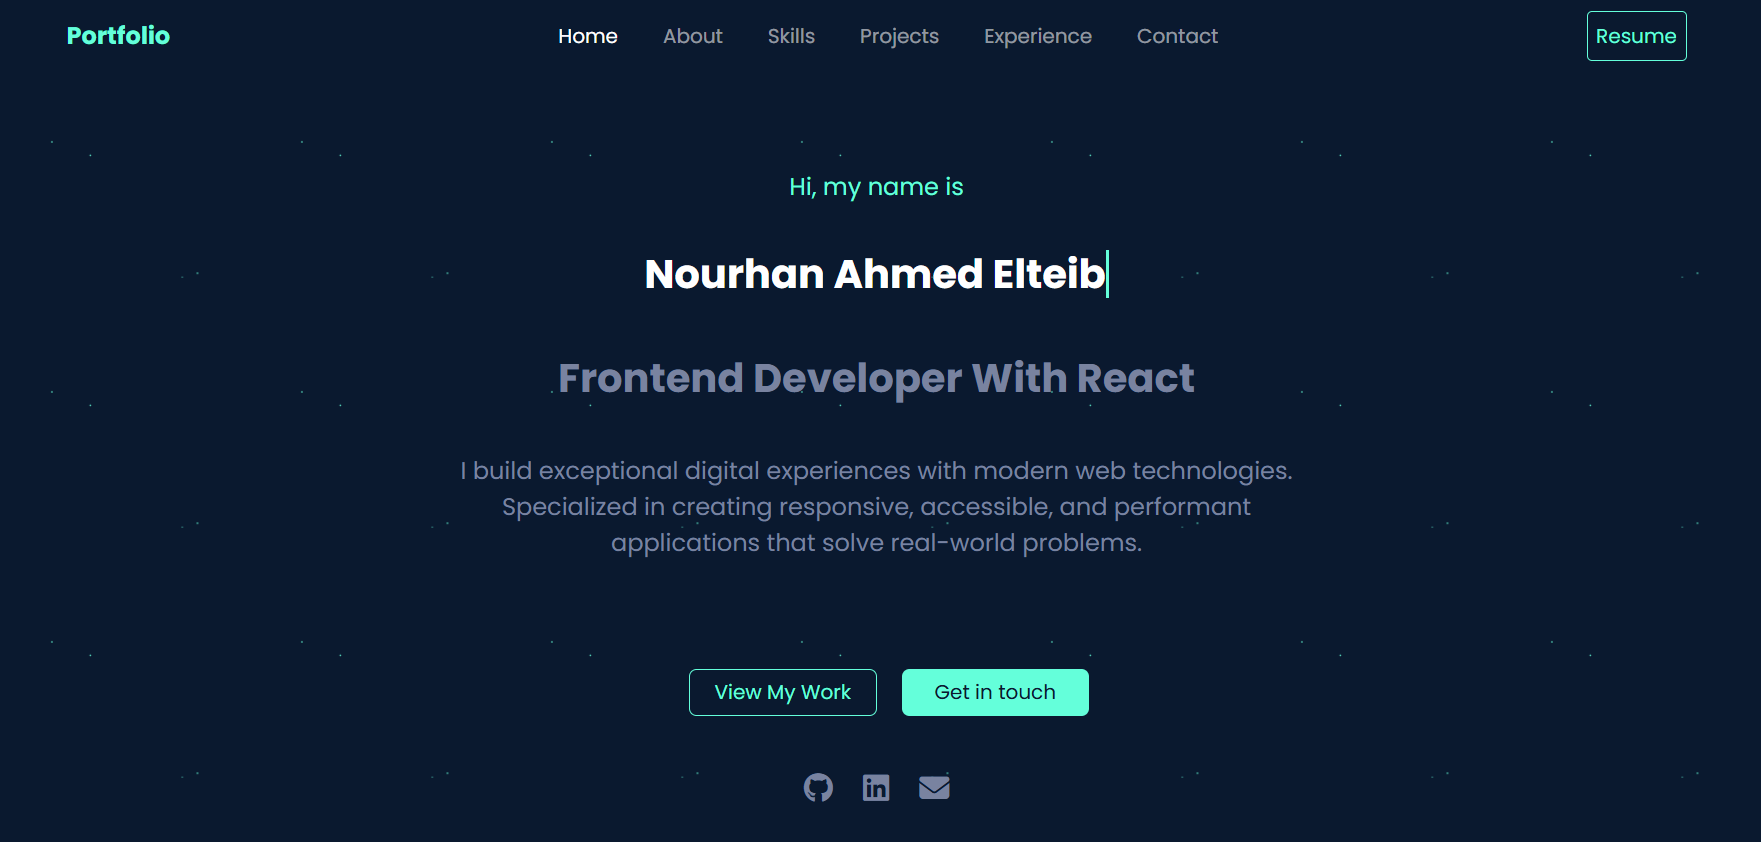 Portfolio
Home
About
Skills
Projects
Experience
Contact
Resume
Hi, my name is
Nourhan Ahmed Elteib
Frontend Developer With React
I build exceptional digital experiences with modern web technologies.
Specialized in creating responsive, accessible, and performant
applications that solve real-world problems.
View My Work
Get in touch
in